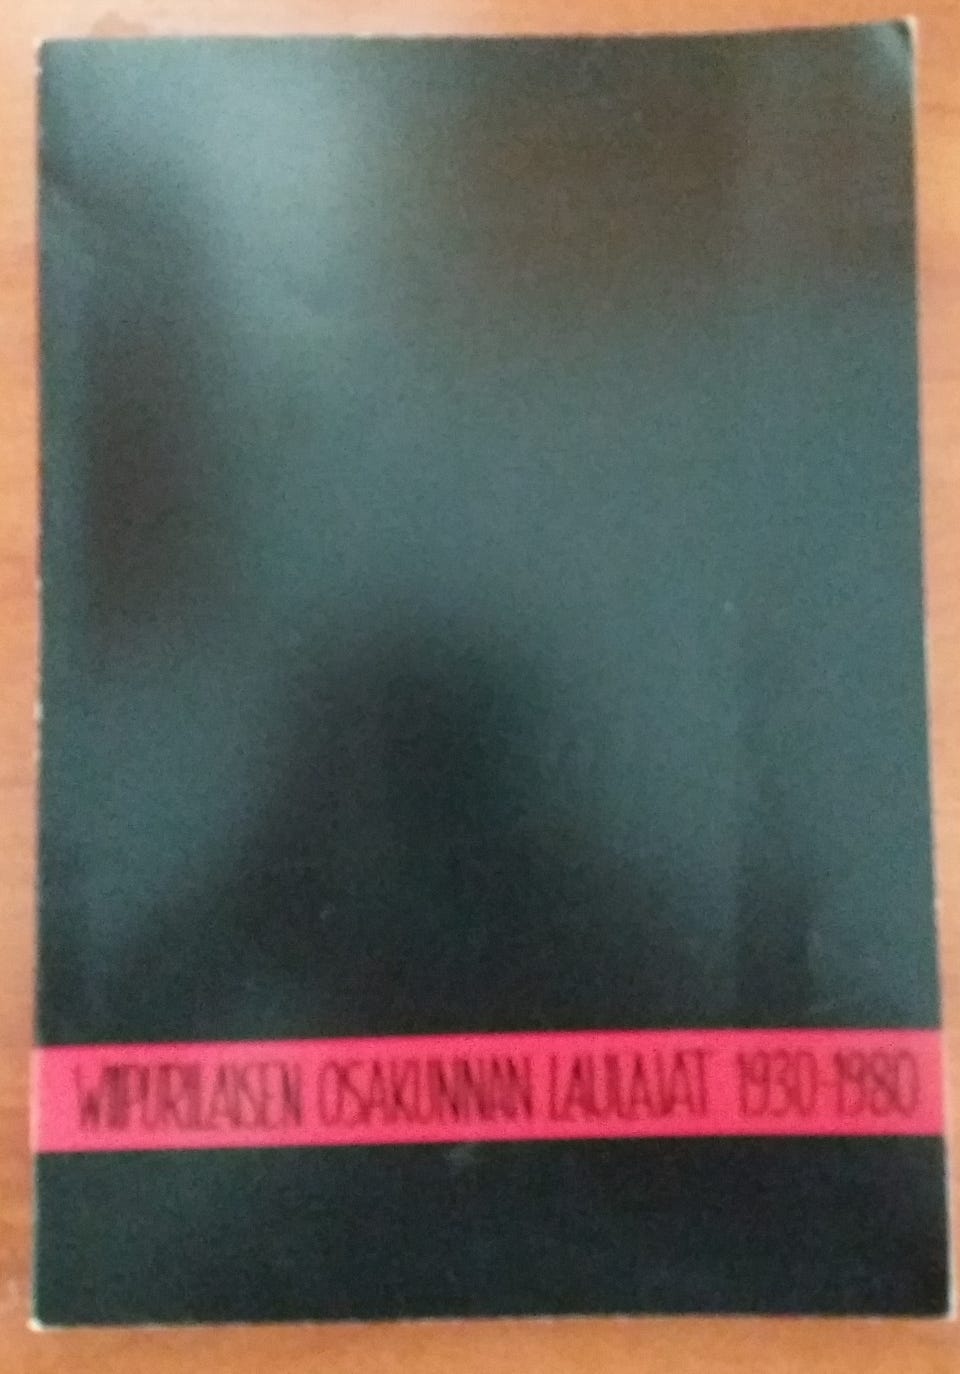 WIIPURILAISEN OSAKUNNAN LAULAJAT 1930-1980